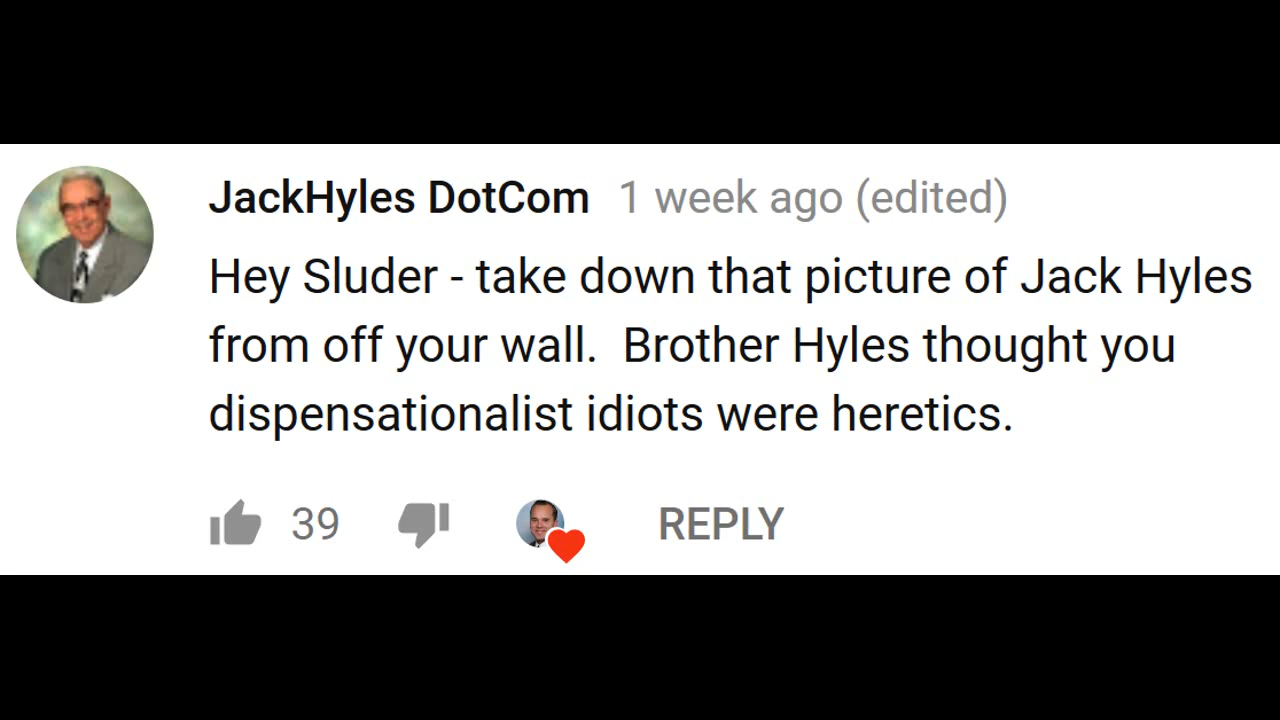 JackHyles DotCom 1 week ago (edited)
Hey Sluder - take down that picture of Jack Hyles
from off your wall.  Brother Hyles thought you
dispensationalist idiots were heretics.
39 REPLY